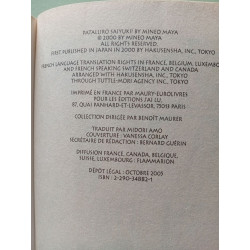 PATALLIRO SAIYUKI! BY MINEO MAYA
© 2000 BY MINEO MAYA
ALL RIGHTS RESERVED.
FIRST PUBLISHED IN JAPAN IN 2000 BY HAKUSENSHA, INC., TOKYO
FRENCH LANGUAGE TRANSLATION RIGHTS IN FRANCE, BELGIUM, LUXEMBOURG
AND FRENCH SPEAKING SWITZERLAND AND CANADA
ARRANGED WITH HAKUSENSHA, INC., TOKYO
THROUGH TUTTLE-MORI AGENCY INC., TOKYO
IMPRIMÉ EN FRANCE PAR MAURY-EUROLIVRES
POUR LES ÉDITIONS J'AI LU
87, QUAI PANHARD-ET-LEVASSOR, 75013 PARIS
COLLECTION DIRIGÉE PAR BENOÎT MAURER
TRADUIT PAR MIDORI AMO
COUVERTURE : VANESSA CORLAY
SECRÉTAIRE DE RÉDACTION : BERNARD GUÉRIN
DIFFUSION FRANCE, CANADA, BELGIQUE,
SUISSE, LUXEMBOURG : FLAMMARION
DÉPÔT LÉGAL : OCTOBRE 2005
ISBN : 2-290-34882-1